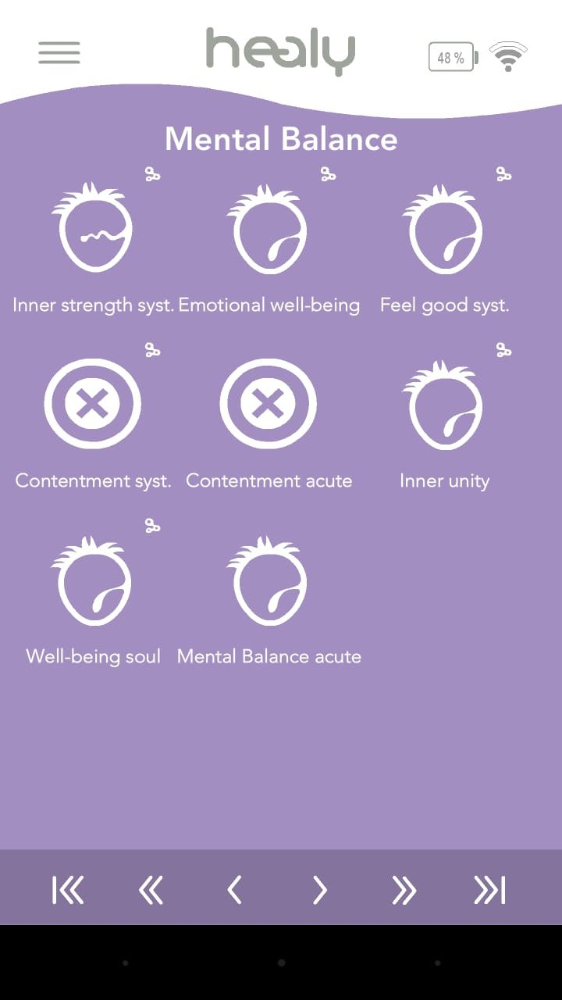 healy
48 %
Mental Balance
Inner strength syst. Emotional well-being Feel good syst.
Contentment syst. Contentment acute Inner unity
Well-being soul Mental Balance acute